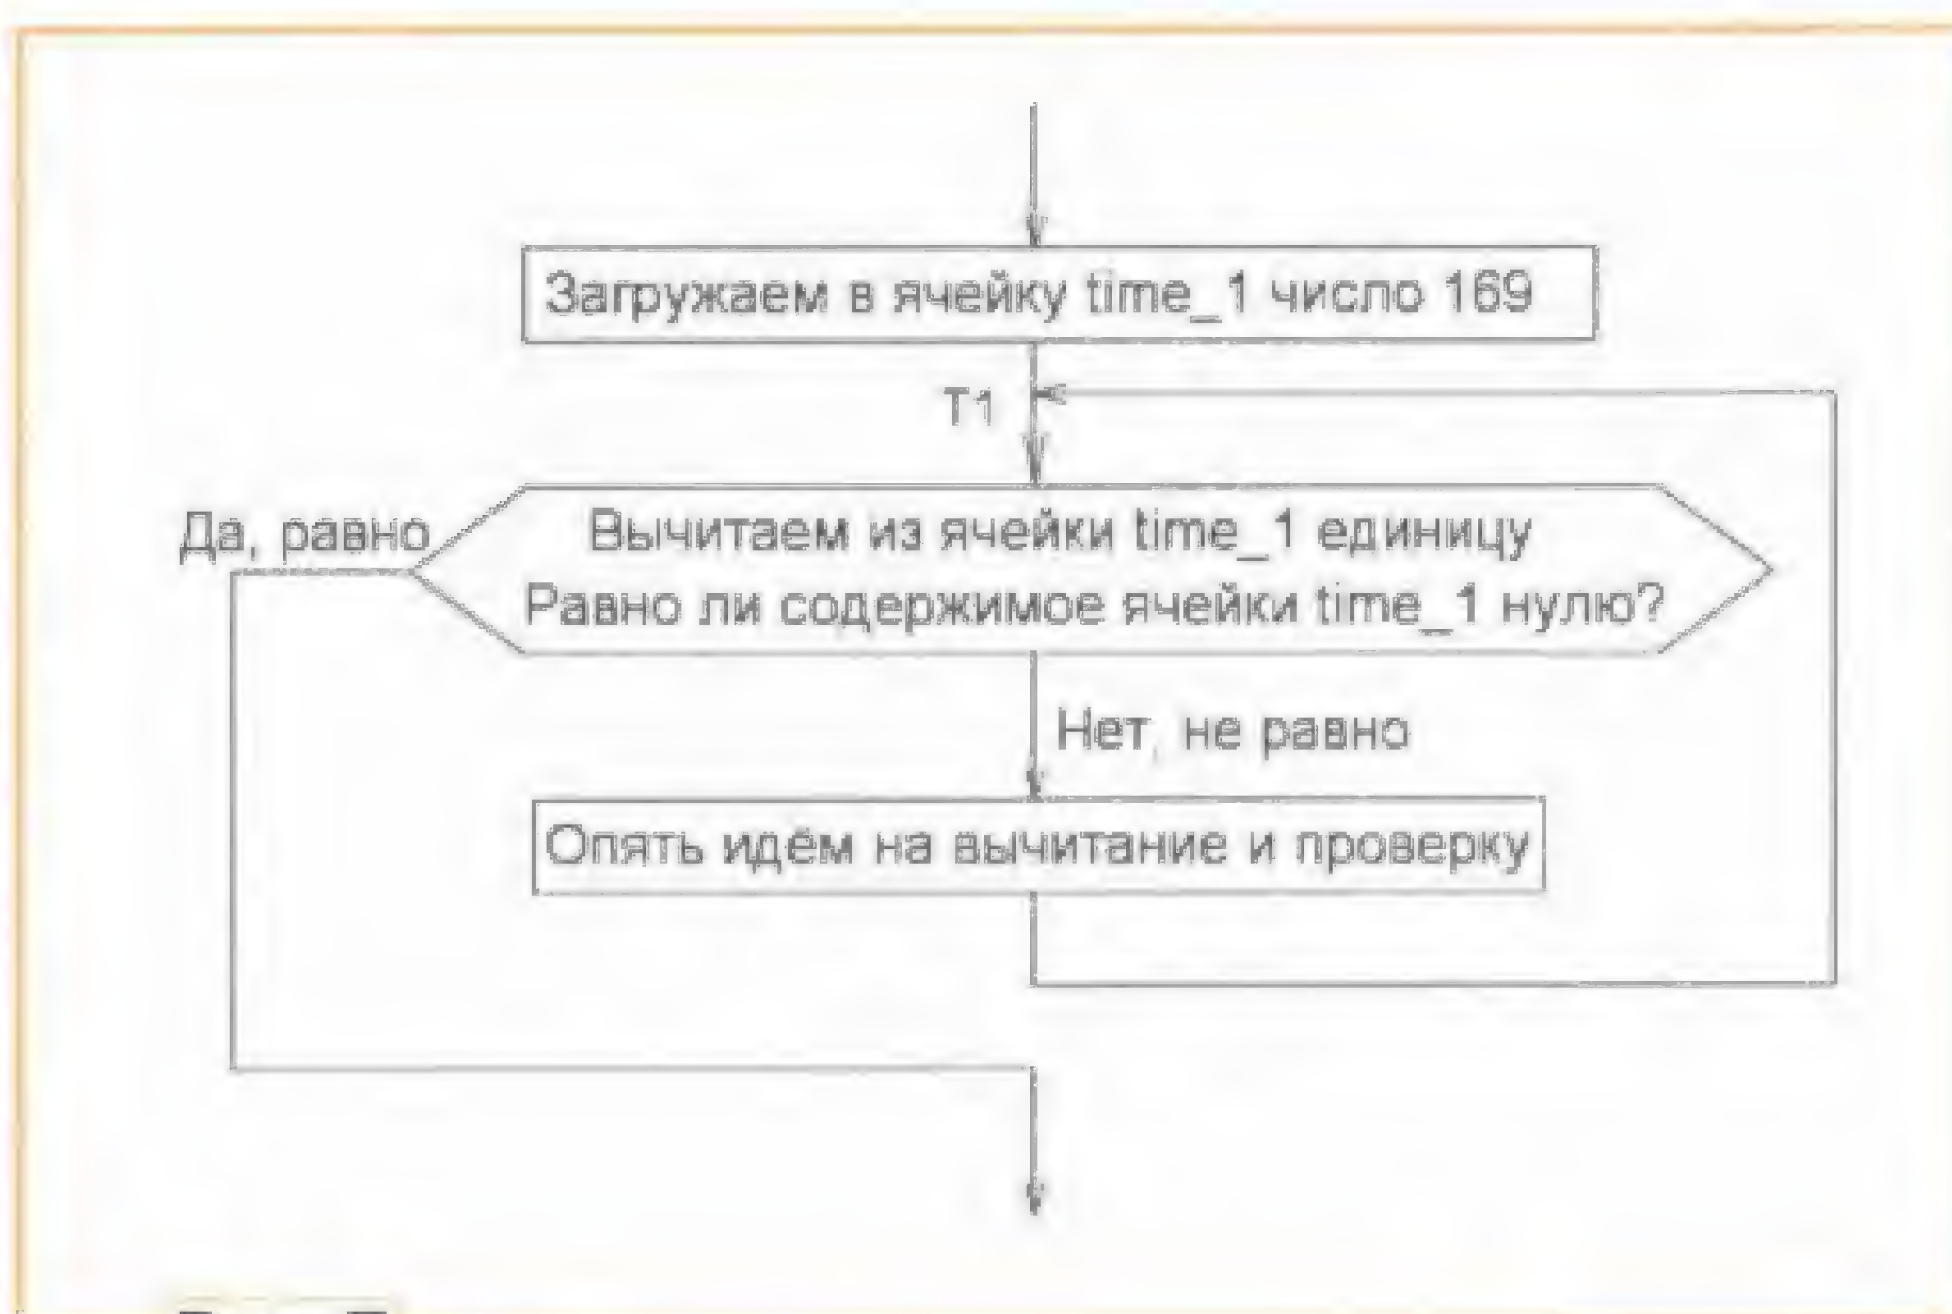 Загружаем в ячейку time_1 число 169
T1
Да, равно
Вычитаем из ячейки time_1 единицу
Равно ли содержимое ячейки time_1 нулю?
Нет, не равно
Опять идём на вычитание и проверку